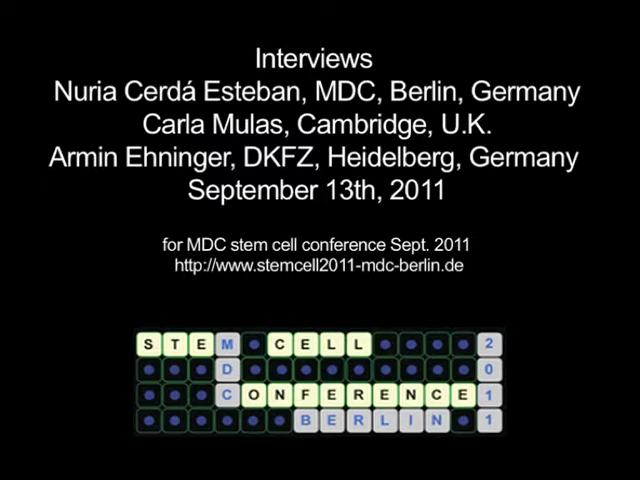 Interviews
Nuria Cerdá Esteban, MDC, Berlin, Germany
Carla Mulas, Cambridge, U.K.
Armin Ehninger, DKFZ, Heidelberg, Germany
September 13th, 2011
for MDC stem cell conference Sept. 2011
http://www.stemcell2011-mdc-berlin.de
STEM CELL 2
D 0
CONFERENCE 1
BERLIN 1